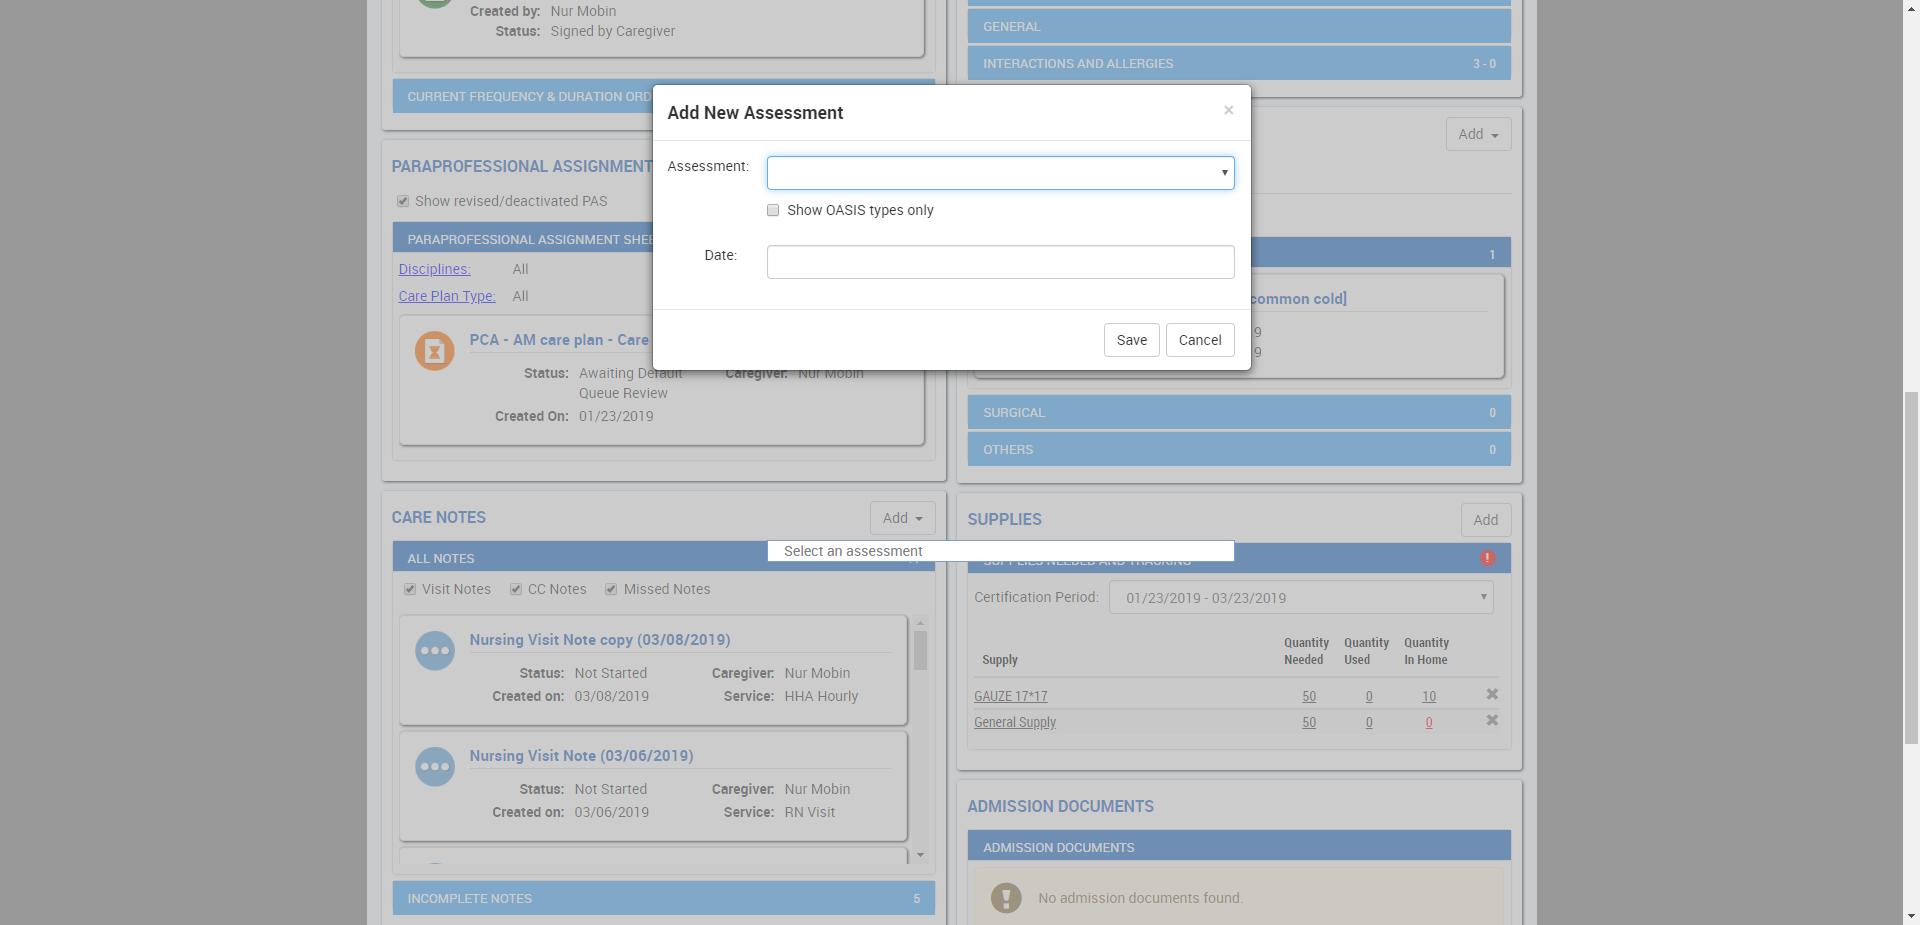 Created by: Nur Mobin
Status: Signed by Caregiver
CURRENT FREQUENCY & DURATION ORD
PARAPROFESSIONAL ASSIGNMENT
Show revised/deactivated PAS
PARAPROFESSIONAL ASSIGNMENT SHEE
Disciplines: All
Care Plan Type: All
PCA - AM care plan - Care
Status: Awaiting Default Caregiver: Nur Mobin
Queue Review
Created On: 01/23/2019
GENERAL
INTERACTIONS AND ALLERGIES 3 - 0
Add
1
common cold]
9
9
SURGICAL 0
OTHERS 0
Add New Assessment ×
Assessment:
Show OASIS types only
Date:
Save Cancel
Select an assessment
CARE NOTES Add
ALL NOTES
Visit Notes CC Notes Missed Notes
Nursing Visit Note copy (03/08/2019)
Status: Not Started Caregiver: Nur Mobin
Created on: 03/08/2019 Service: HHA Hourly
Nursing Visit Note (03/06/2019)
Status: Not Started Caregiver: Nur Mobin
Created on: 03/06/2019 Service: RN Visit
INCOMPLETE NOTES 5
SUPPLIES Add
SUPPLIES NEEDED AND TRACKING
Certification Period: 01/23/2019 - 03/23/2019
Supply Quantity Needed Quantity Used Quantity In Home
GAUZE 17*17 50 0 10
General Supply 50 0 0
ADMISSION DOCUMENTS
ADMISSION DOCUMENTS
No admission documents found.